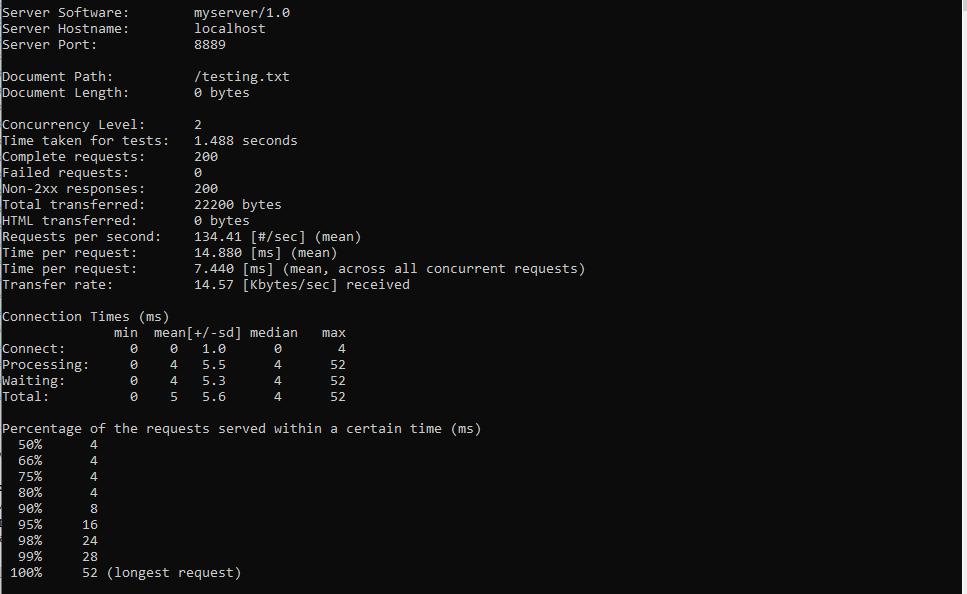 Server Software:        myserver/1.0
Server Hostname:        localhost
Server Port:            8889

Document Path:          /testing.txt
Document Length:        0 bytes

Concurrency Level:      2
Time taken for tests:   1.488 seconds
Complete requests:      200
Failed requests:        0
Non-2xx responses:      200
Total transferred:      22200 bytes
HTML transferred:       0 bytes
Requests per second:    134.41 [#/sec] (mean)
Time per request:       14.880 [ms] (mean)
Time per request:       7.440 [ms] (mean, across all concurrent requests)
Transfer rate:          14.57 [Kbytes/sec] received

Connection Times (ms)
              min  mean[+/-sd] median   max
Connect:        0    0   1.0      0       4
Processing:     0    4   5.5      4      52
Waiting:        0    4   5.3      4      52
Total:          0    5   5.6      4      52

Percentage of the requests served within a certain time (ms)
  50%      4
  66%      4
  75%      4
  80%      4
  90%      8
  95%     16
  98%     24
  99%     28
 100%     52 (longest request)